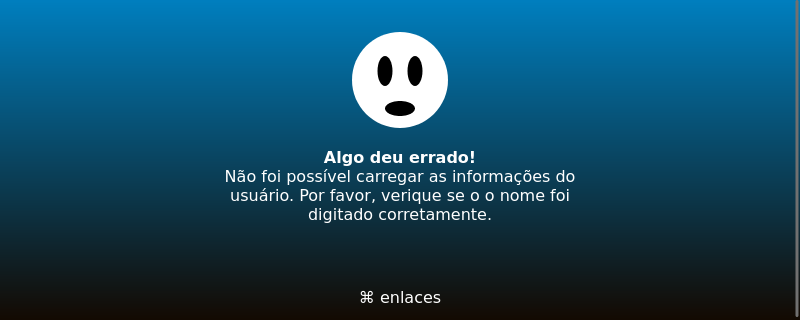 Algo deu errado!
Não foi possível carregar as informações do
usuário. Por favor, verique se o o nome foi
digitado corretamente.
⌘ enlaces